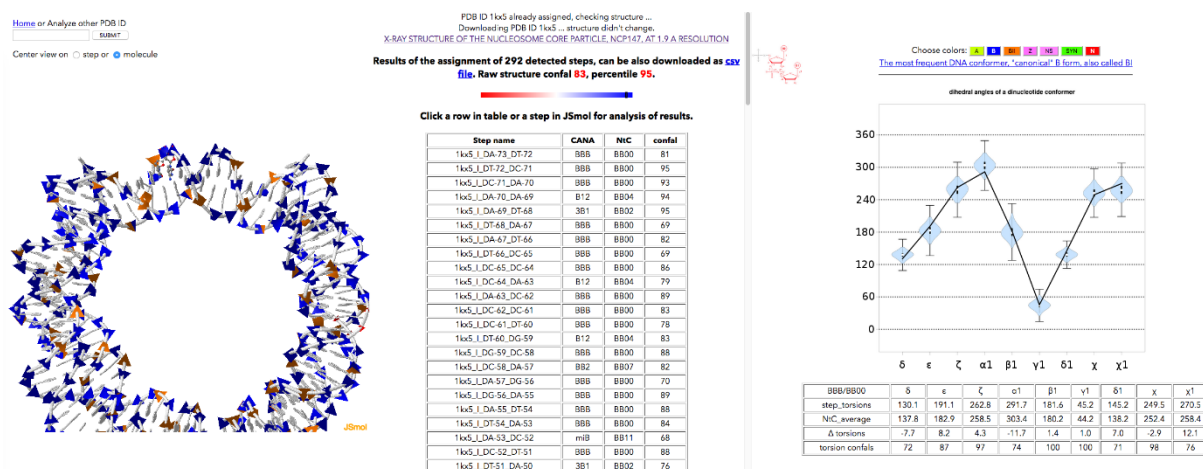 Home or Analyze other PDB ID
SUBMIT
Center view on step or molecule
JSmol
PDB ID 1kx5 already assigned, checking structure ...
Downloading PDB ID 1kx5 ... structure didn't change.
X-RAY STRUCTURE OF THE NUCLEOSOME CORE PARTICLE, NCP147, AT 1.9 A RESOLUTION
Results of the assignment of 292 detected steps, can be also downloaded as csv
file. Raw structure confal 83, percentile 95.
Click a row in table or a step in JSmol for analysis of results.
Step name CANA NtC confal
1kx5_I_DA-73_DT-72 BBB BB00 81
1kx5_I_DT-72_DC-71 BBB BB00 95
1kx5_I_DC-71_DA-70 BBB BB00 93
1kx5_I_DA-70_DA-69 B12 BB04 94
1kx5_I_DA-69_DT-68 3B1 BB02 95
1kx5_I_DT-68_DA-67 BBB BB00 69
1kx5_I_DA-67_DT-66 BBB BB00 82
1kx5_I_DT-66_DC-65 BBB BB00 69
1kx5_I_DC-65_DC-64 BBB BB00 86
1kx5_I_DC-64_DA-63 B12 BB04 79
1kx5_I_DA-63_DC-62 BBB BB00 89
1kx5_I_DC-62_DC-61 BBB BB00 83
1kx5_I_DC-61_DT-60 BBB BB00 78
1kx5_I_DT-60_DG-59 B12 BB04 83
1kx5_I_DG-59_DC-58 BBB BB00 88
1kx5_I_DC-58_DA-57 BB2 BB07 82
1kx5_I_DA-57_DG-56 BBB BB00 70
1kx5_I_DG-56_DA-55 BBB BB00 89
1kx5_I_DA-55_DT-54 BBB BB00 88
1kx5_I_DT-54_DA-53 BBB BB00 84
1kx5_I_DA-53_DC-52 miB BB11 68
1kx5_I_DC-52_DT-51 BBB BB00 88
1kx5_I_DT-51_DA-50 3B1 BB02 76
Choose colors: A B BII Z NS SYN N
The most frequent DNA conformer, "canonical" B form, also called BI
dihedral angles of a dinucleotide conformer
360
300
240
180
120
60
0
δ ε ζ α1 β1 γ1 δ1 χ χ1
BBB/BB00 δ ε ζ α1 β1 γ1 δ1 χ χ1
step_torsions 130.1 191.1 262.8 291.7 181.6 45.2 145.2 249.5 270.5
NtC_average 137.8 182.9 258.5 303.4 180.2 44.2 138.2 252.4 258.4
Δ torsions -7.7 8.2 4.3 -11.7 1.4 1.0 7.0 -2.9 12.1
torsion confals 72 87 97 74 100 100 71 98 76